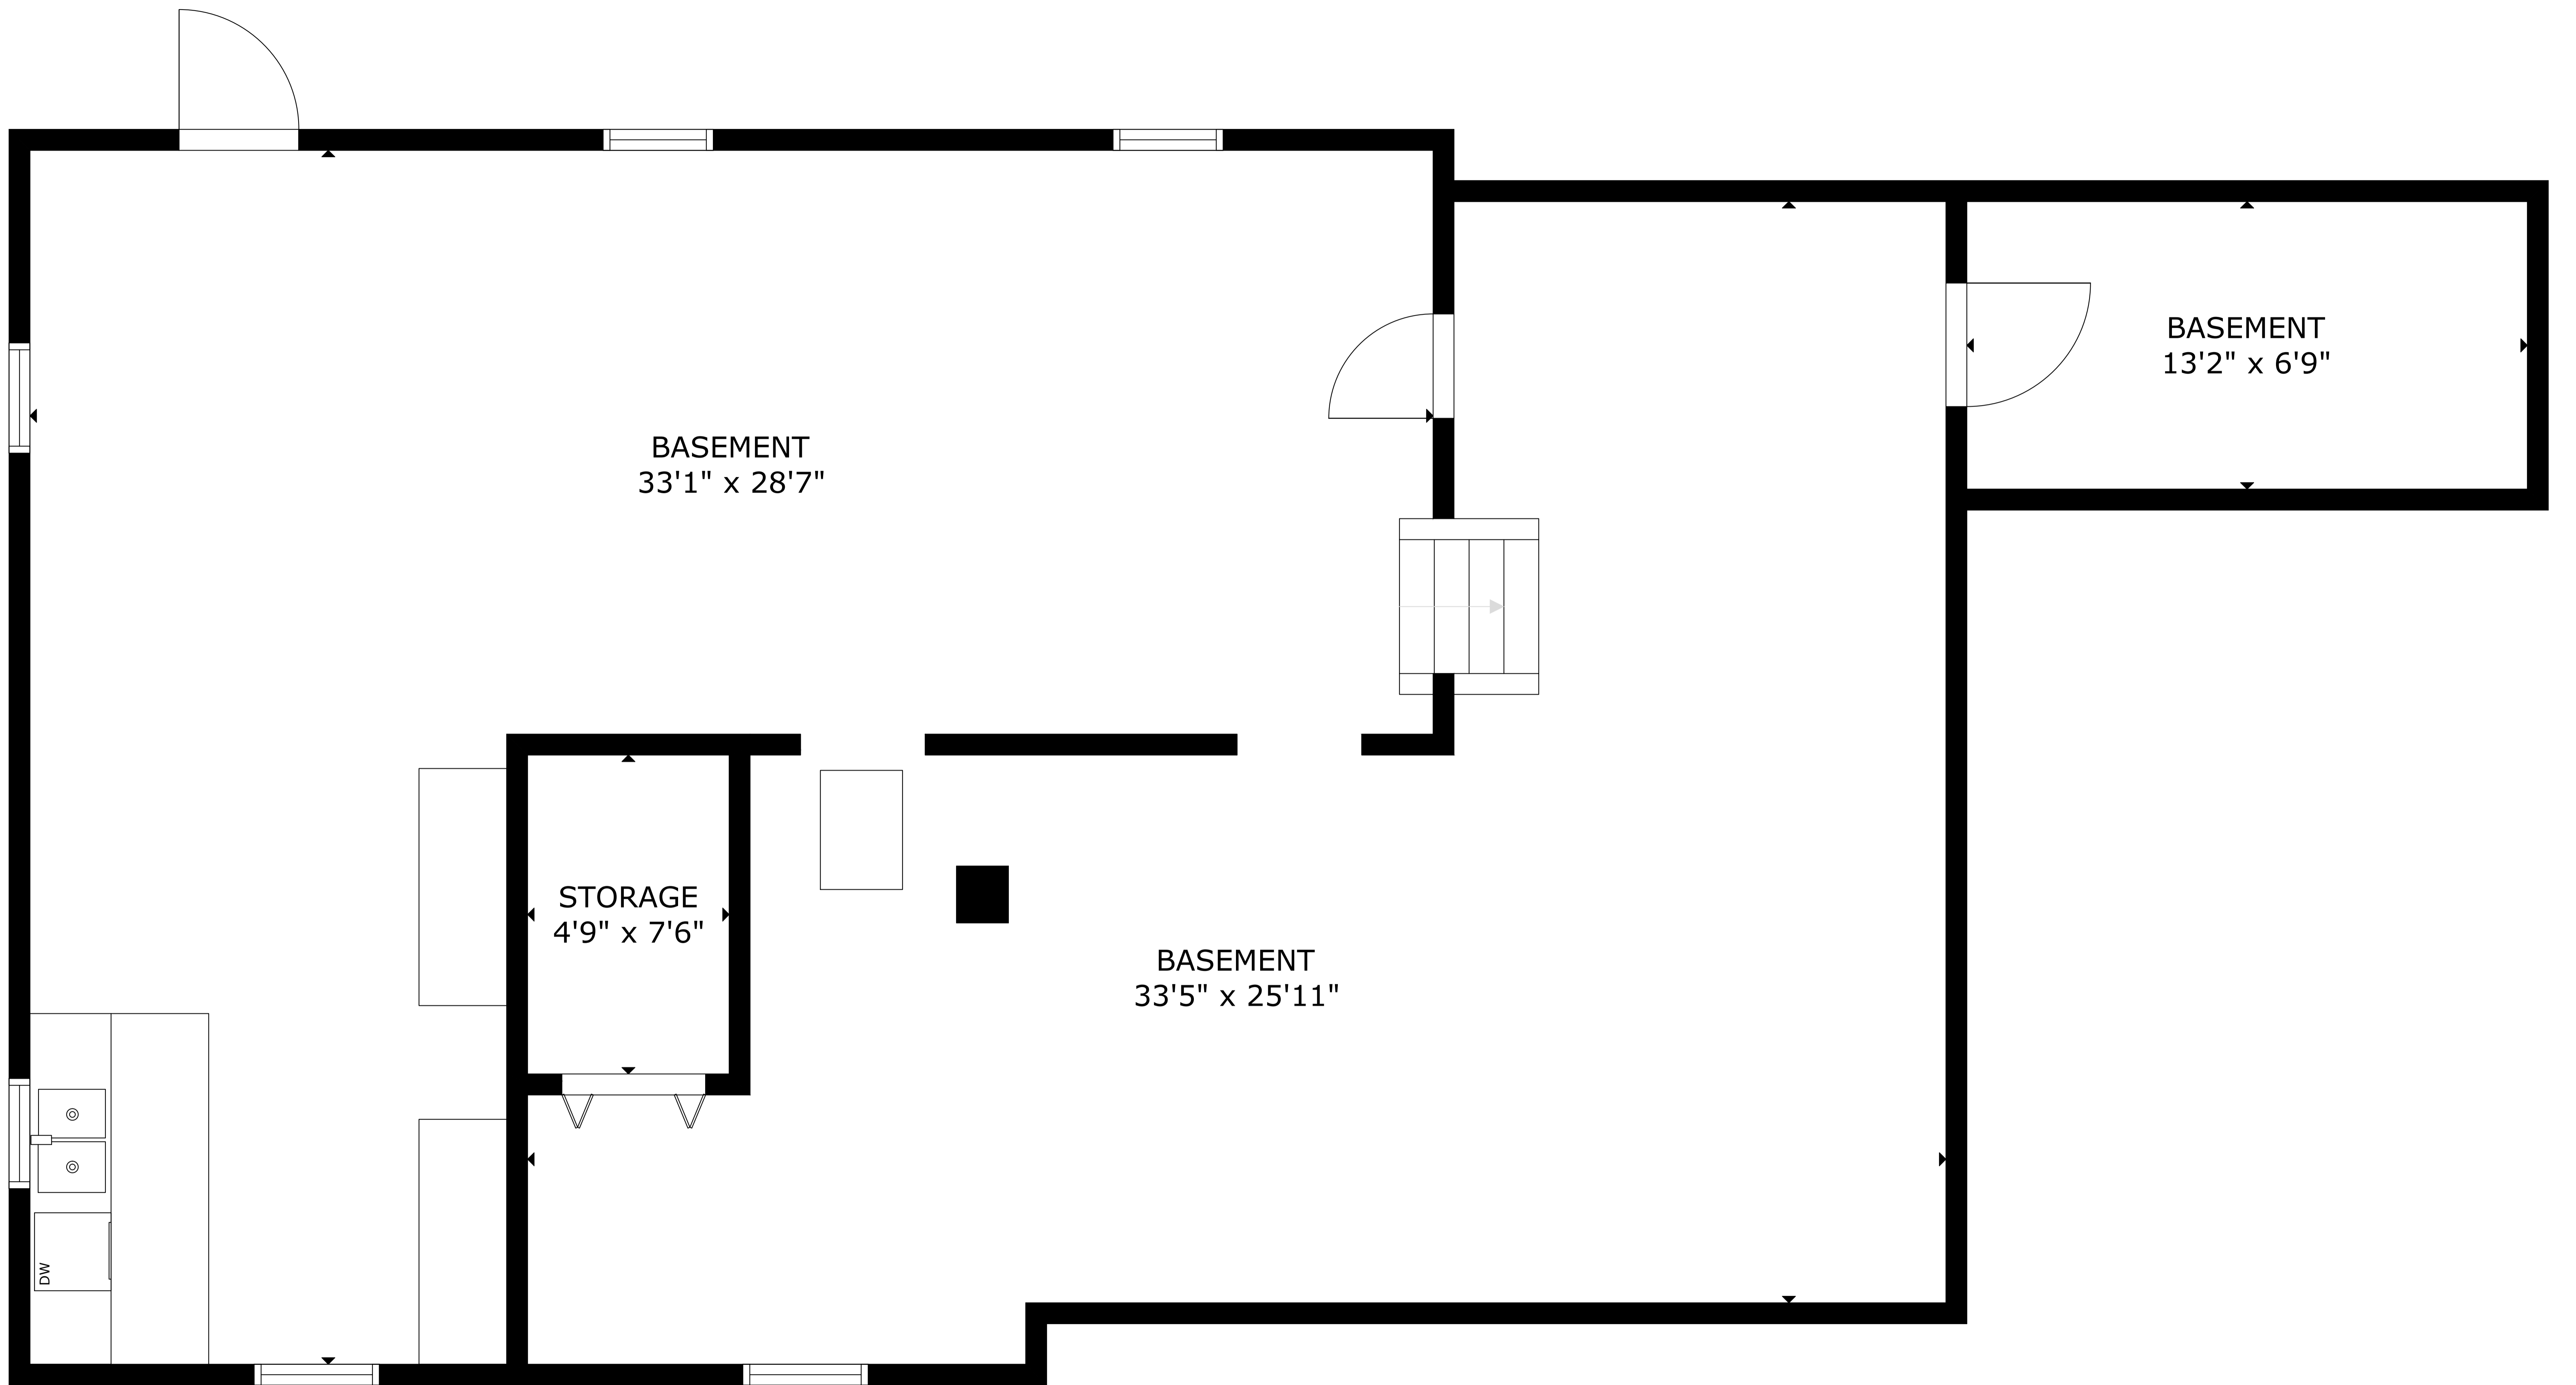 BASEMENT
13'2" x 6'9"
BASEMENT
33'1" x 28'7"
STORAGE
4'9" x 7'6"
BASEMENT
33'5" x 25'11"
DW